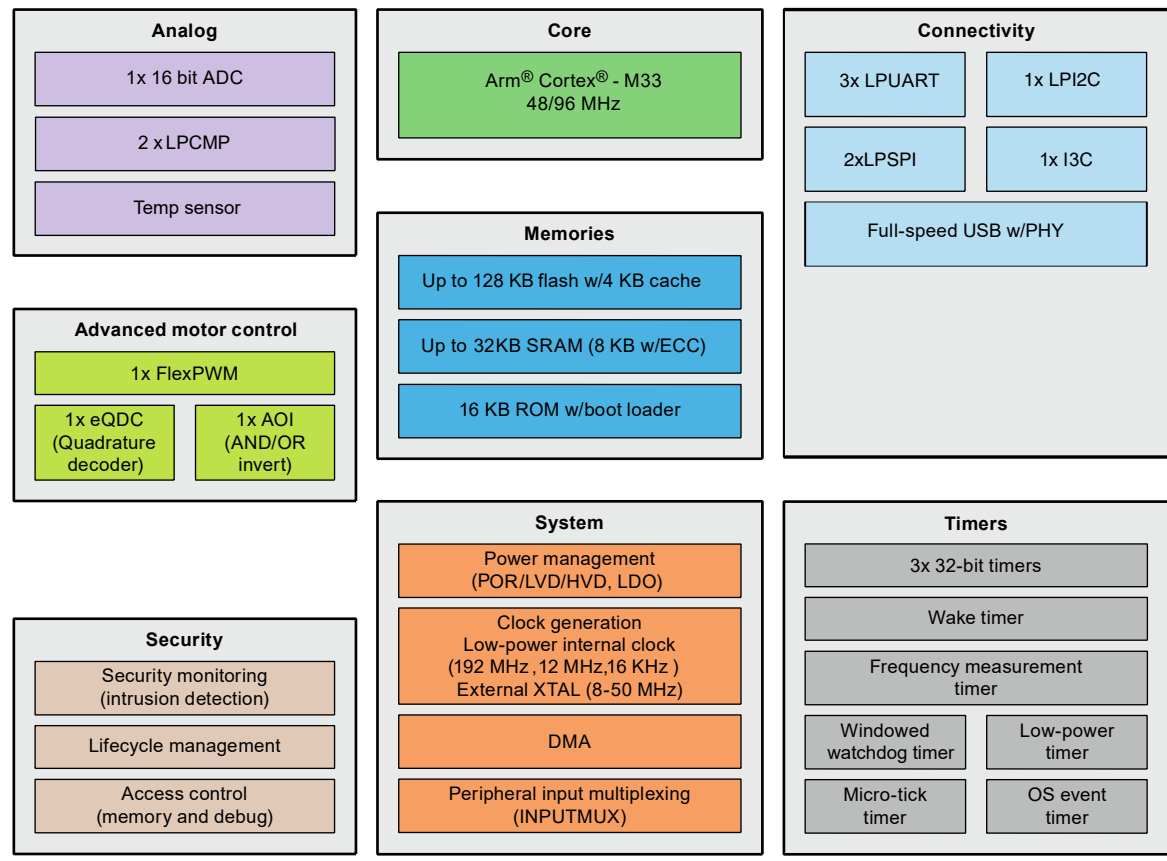 Analog
1x 16 bit ADC
2 x LPCMP
Temp sensor
Advanced motor control
1x FlexPWM
1x eQDC
(Quadrature
decoder)
1x AOI
(AND/OR
invert)
Security
Security monitoring
(intrusion detection)
Lifecycle management
Access control
(memory and debug)
Core
Arm® Cortex® - M33
48/96 MHz
Memories
Up to 128 KB flash w/4 KB cache
Up to 32KB SRAM (8 KB w/ECC)
16 KB ROM w/boot loader
System
Power management
(POR/LVD/HVD, LDO)
Clock generation
Low-power internal clock
(192 MHz ,12 MHz,16 KHz )
External XTAL (8-50 MHz)
DMA
Peripheral input multiplexing
(INPUTMUX)
Connectivity
3x LPUART
1x LPI2C
2xLPSPI
1x I3C
Full-speed USB w/PHY
Timers
3x 32-bit timers
Wake timer
Frequency measurement
timer
Windowed
watchdog timer
Low-power
timer
Micro-tick
timer
OS event
timer